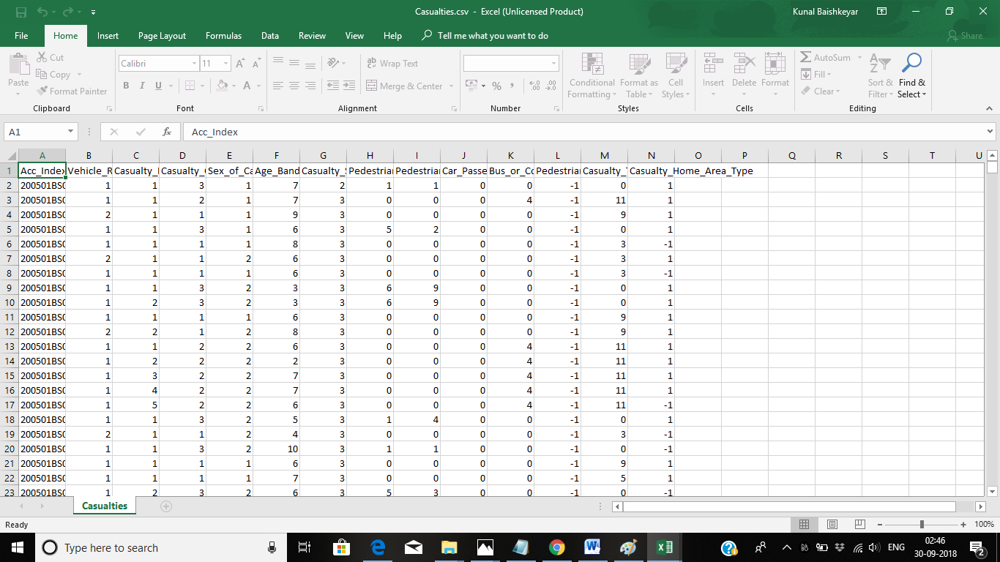 Casualties.csv - Excel (Unlicensed Product) Kunal Baishkeyar
File Home Insert Page Layout Formulas Data Review View Help Tell me what you want to do Share
Cut
Copy
Format Painter
Paste
Clipboard
Calibri 11
B I U A
Font
Wrap Text
Merge & Center
Alignment
% ,
Number
Conditional Formatting
Format as Table
Cell Styles
Styles
Insert Delete Format
Cells
AutoSum
Fill
Clear
Sort & Filter
Find & Select
Editing
A1 fx Acc_Index
A B C D E F G H I J K L M N O P Q R S T U
1 Acc_Index Vehicle_R Casualty_ Casualty_ Sex_of_Ca Age_Band Casualty_ Pedestrian Pedestrian Car_Passe Bus_or_Co Pedestrian Casualty_ Casualty_Home_Area_Type
2 200501BS0 1 1 3 1 7 2 1 1 0 0 -1 0 1
3 200501BS0 1 1 2 1 7 3 0 0 0 4 -1 11 1
4 200501BS0 2 1 1 1 9 3 0 0 0 0 -1 9 1
5 200501BS0 1 1 3 1 6 3 5 2 0 0 -1 0 1
6 200501BS0 1 1 1 1 8 3 0 0 0 0 -1 3 -1
7 200501BS0 2 1 1 2 6 3 0 0 0 0 -1 3 1
8 200501BS0 1 1 1 1 6 3 0 0 0 0 -1 3 -1
9 200501BS0 1 1 3 2 3 3 6 9 0 0 -1 0 1
10 200501BS0 1 2 3 2 3 3 6 9 0 0 -1 0 1
11 200501BS0 1 1 1 1 6 3 0 0 0 0 -1 9 1
12 200501BS0 2 2 1 2 8 3 0 0 0 0 -1 9 1
13 200501BS0 1 1 2 2 6 3 0 0 0 4 -1 11 1
14 200501BS0 1 2 2 2 2 3 0 0 0 4 -1 11 1
15 200501BS0 1 3 2 2 7 3 0 0 0 4 -1 11 1
16 200501BS0 1 4 2 2 7 3 0 0 0 4 -1 11 1
17 200501BS0 1 5 2 2 6 3 0 0 0 4 -1 11 -1
18 200501BS0 1 1 3 2 5 3 1 4 0 0 -1 0 1
19 200501BS0 2 1 1 2 4 3 0 0 0 0 -1 3 -1
20 200501BS0 1 1 3 2 10 3 1 1 0 0 -1 0 -1
21 200501BS0 1 1 1 1 6 3 0 0 0 0 -1 9 1
22 200501BS0 1 1 1 1 7 3 0 0 0 0 -1 5 1
23 200501BS0 1 2 3 2 6 3 5 3 0 0 -1 0 -1
Casualties
Ready 100%
Type here to search ENG 02:46
30-09-2018 2